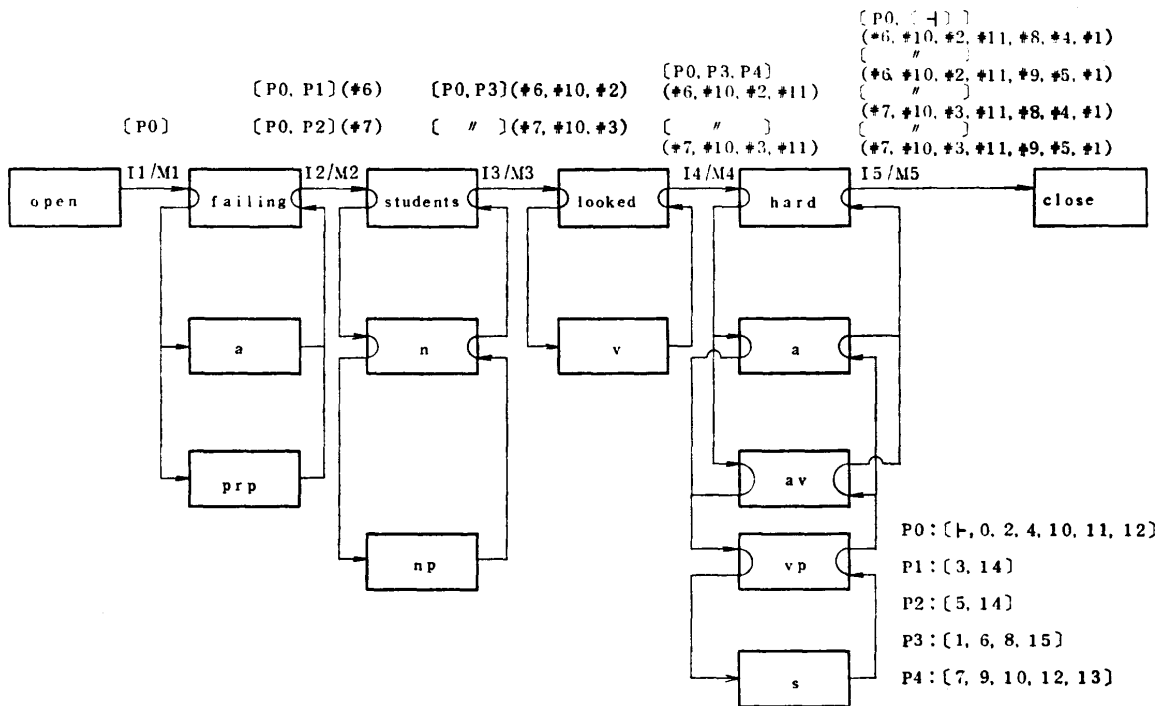 [P0, [⊣] ]
(#6, #10, #2, #11, #8, #4, #1)
[ 〃 ]
(#6, #10, #2, #11, #9, #5, #1)
[ 〃 ]
(#7, #10, #3, #11, #8, #4, #1)
[ 〃 ]
(#7, #10, #3, #11, #9, #5, #1)
[P0, P3, P4]
(#6, #10, #2, #11)
[ 〃 ]
(#7, #10, #3, #11)
[P0, P1](#6)
[P0, P3](#6, #10, #2)
[P0]
[P0, P2](#7)
[ 〃 ](#7, #10, #3)
I1/M1
I2/M2
I3/M3
I4/M4
I5/M5
open
failing
students
looked
hard
close
a
n
v
a
prp
av
np
vp
s
P0:[⊢, 0, 2, 4, 10, 11, 12]
P1:[3, 14]
P2:[5, 14]
P3:[1, 6, 8, 15]
P4:[7, 9, 10, 12, 13]